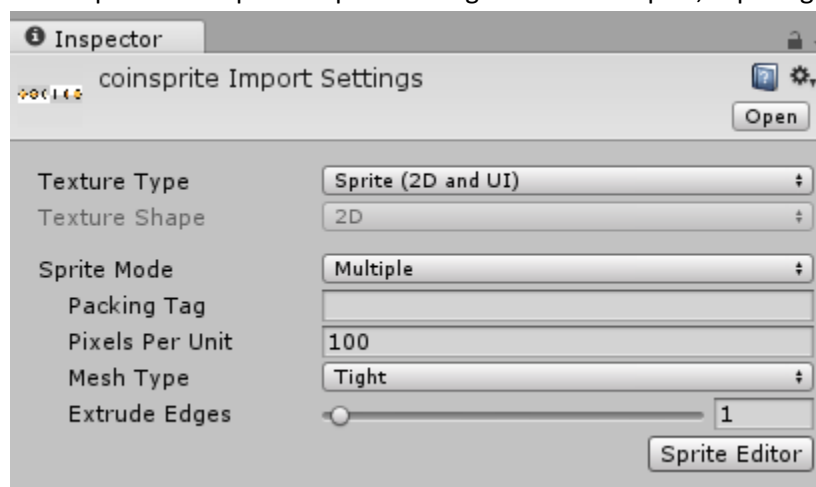 Inspector
coinsprite Import Settings
Open
Texture Type Sprite (2D and UI)
Texture Shape 2D
Sprite Mode Multiple
Packing Tag
Pixels Per Unit 100
Mesh Type Tight
Extrude Edges 1
Sprite Editor